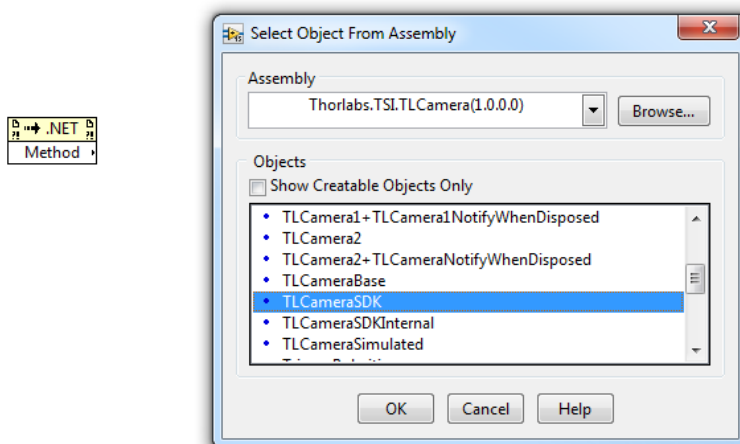 Select Object From Assembly
Assembly
Thorlabs.TSI.TLCamera(1.0.0.0)
Browse...
.NET
Method
Objects
Show Creatable Objects Only
TLCamera1+TLCamera1NotifyWhenDisposed
TLCamera2
TLCamera2+TLCameraNotifyWhenDisposed
TLCameraBase
TLCameraSDK
TLCameraSDKInternal
TLCameraSimulated
OK
Cancel
Help